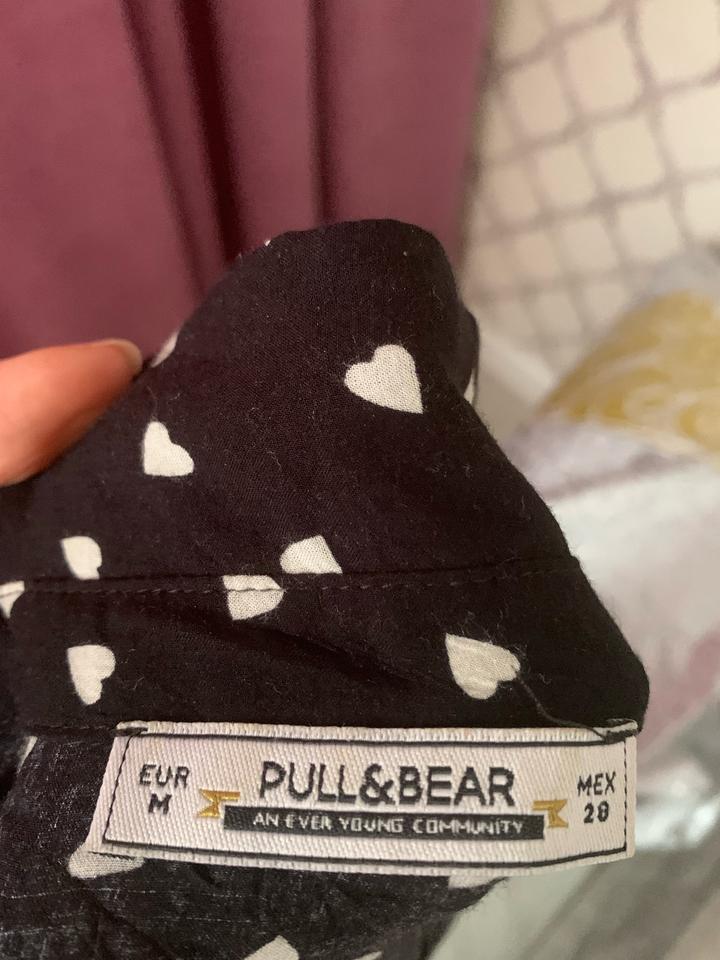 EUR
M
PULL&BEAR
AN EVER YOUNG COMMUNITY
MEX
28